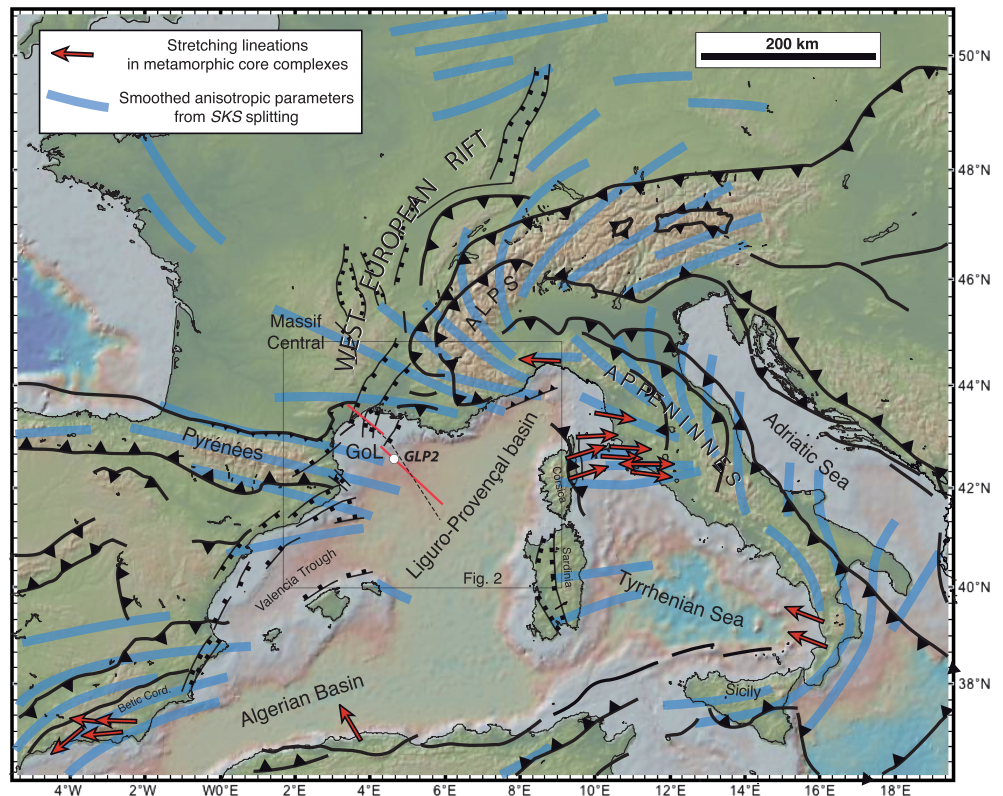 Stretching lineations
in metamorphic core complexes
Smoothed anisotropic parameters
from SKS splitting
200 km
50°N
48°N
46°N
44°N
42°N
40°N
38°N
WEST EUROPEAN RIFT
ALPS
Massif
Central
APPENINNES
Adriatic Sea
Pyrénées
GoL
GLP2
Liguro-Provençal basin
Corsica
Valencia Trough
Fig. 2
Sardinia
Tyrrhenian Sea
Betic Cord.
Algerian Basin
Sicily
4°W
2°W
W0°E
2°E
4°E
6°E
8°E
10°E
12°E
14°E
16°E
18°E